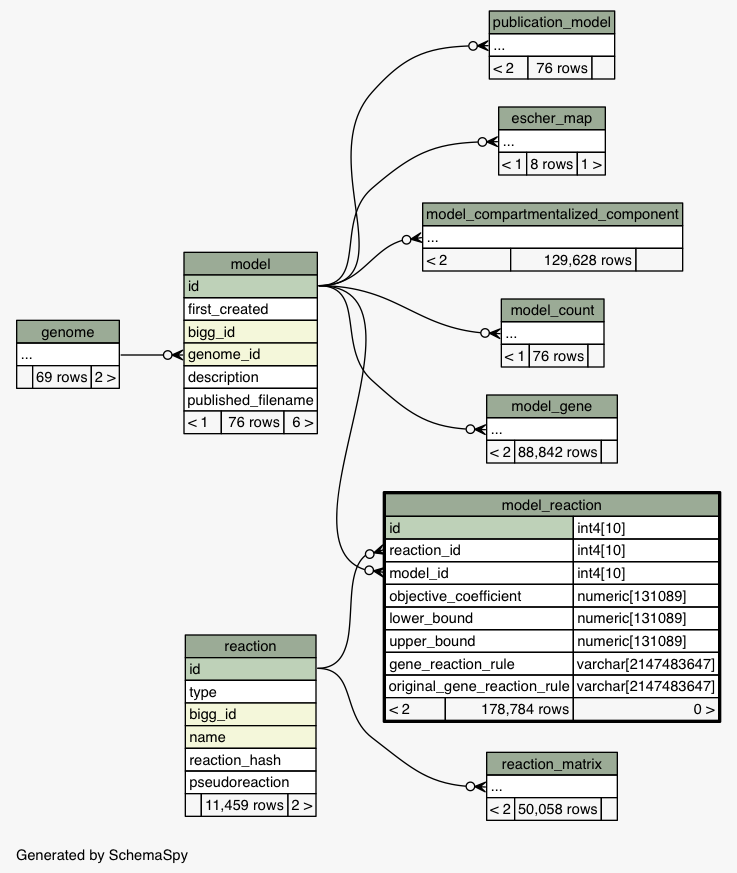 publication_model
...
< 2 76 rows
escher_map
...
< 1 8 rows 1 >
model_compartmentalized_component
...
< 2 129,628 rows
model_count
...
< 1 76 rows
model_gene
...
< 2 88,842 rows
model
id
first_created
bigg_id
genome_id
description
published_filename
< 1 76 rows 6 >
genome
...
69 rows 2 >
model_reaction
id int4[10]
reaction_id int4[10]
model_id int4[10]
objective_coefficient numeric[131089]
lower_bound numeric[131089]
upper_bound numeric[131089]
gene_reaction_rule varchar[2147483647]
original_gene_reaction_rule varchar[2147483647]
< 2 178,784 rows 0 >
reaction
id
type
bigg_id
name
reaction_hash
pseudoreaction
11,459 rows 2 >
reaction_matrix
...
< 2 50,058 rows
Generated by SchemaSpy